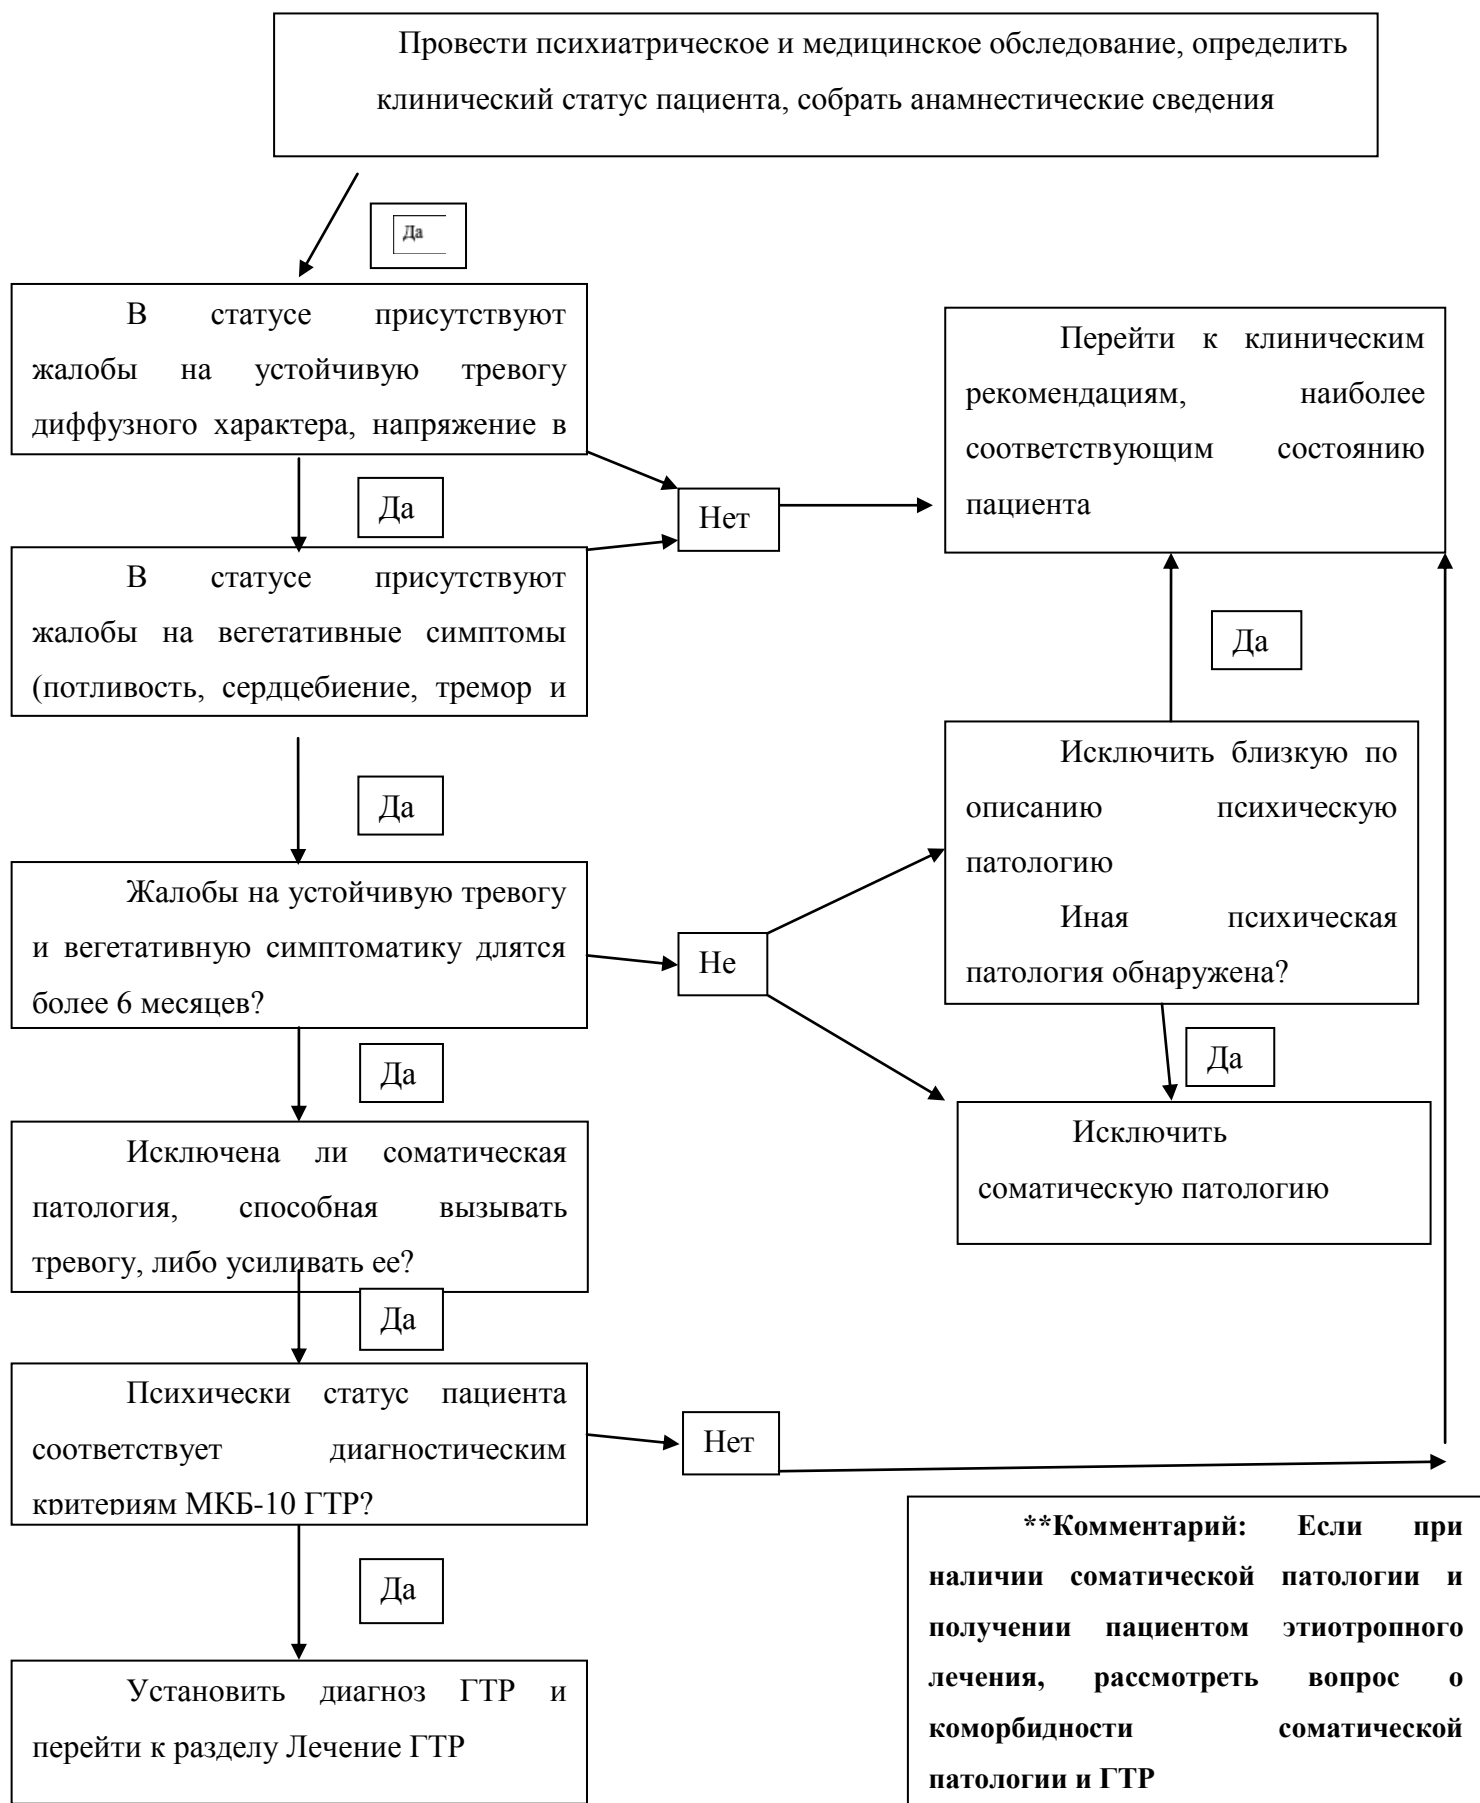 Провести психиатрическое и медицинское обследование, определить
клинический статус пациента, собрать анамнестические сведения
Да
В статусе присутствуют
жалобы на устойчивую тревогу
диффузного характера, напряжение в
Да
Нет
Перейти к клиническим
рекомендациям, наиболее
соответствующим состоянию
пациента
В статусе присутствуют
жалобы на вегетативные симптомы
(потливость, сердцебиение, тремор и
Да
Да
Исключить близкую по
описанию психическую
патологию
Иная психическая
патология обнаружена?
Жалобы на устойчивую тревогу
и вегетативную симптоматику длятся
более 6 месяцев?
Не
Да
Да
Исключить
соматическую патологию
Исключена ли соматическая
патология, способная вызывать
тревогу, либо усиливать ее?
Да
Психически статус пациента
соответствует диагностическим
критериям МКБ-10 ГТР?
Нет
Да
Установить диагноз ГТР и
перейти к разделу Лечение ГТР
**Комментарий: Если при
наличии соматической патологии и
получении пациентом этиотропного
лечения, рассмотреть вопрос о
коморбидности соматической
патологии и ГТР